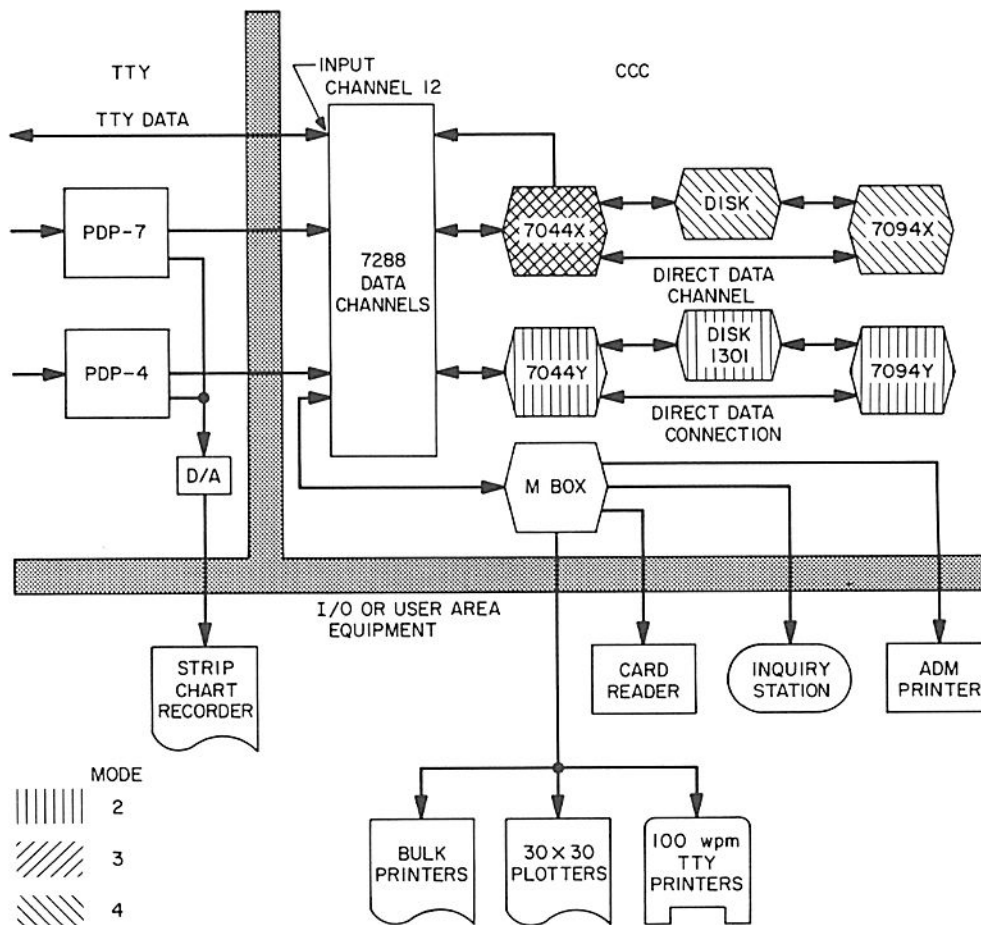 TTY
INPUT
CHANNEL 12
CCC
TTY DATA
PDP-7
7288
DATA
CHANNELS
7044X
DISK
7094X
DIRECT DATA
CHANNEL
PDP-4
7044Y
DISK
1301
7094Y
DIRECT DATA
CONNECTION
D/A
M BOX
I/O OR USER AREA
EQUIPMENT
STRIP
CHART
RECORDER
CARD
READER
INQUIRY
STATION
ADM
PRINTER
MODE
2
3
4
BULK
PRINTERS
30 × 30
PLOTTERS
100 wpm
TTY
PRINTERS